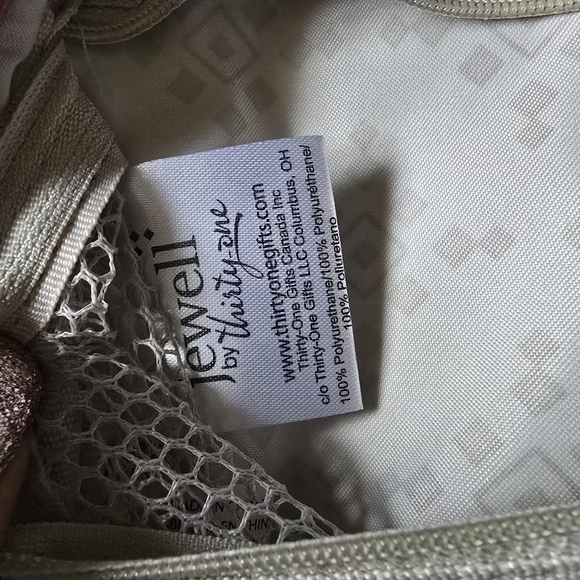 Jewell
by thirty-one
www.thirtyonegifts.com
Thirty-One Gifts Canada Inc
c/o Thirty-One Gifts LLC Columbus, OH
100% Polyurethane/100% Polyurethane/
100% Poliuretano